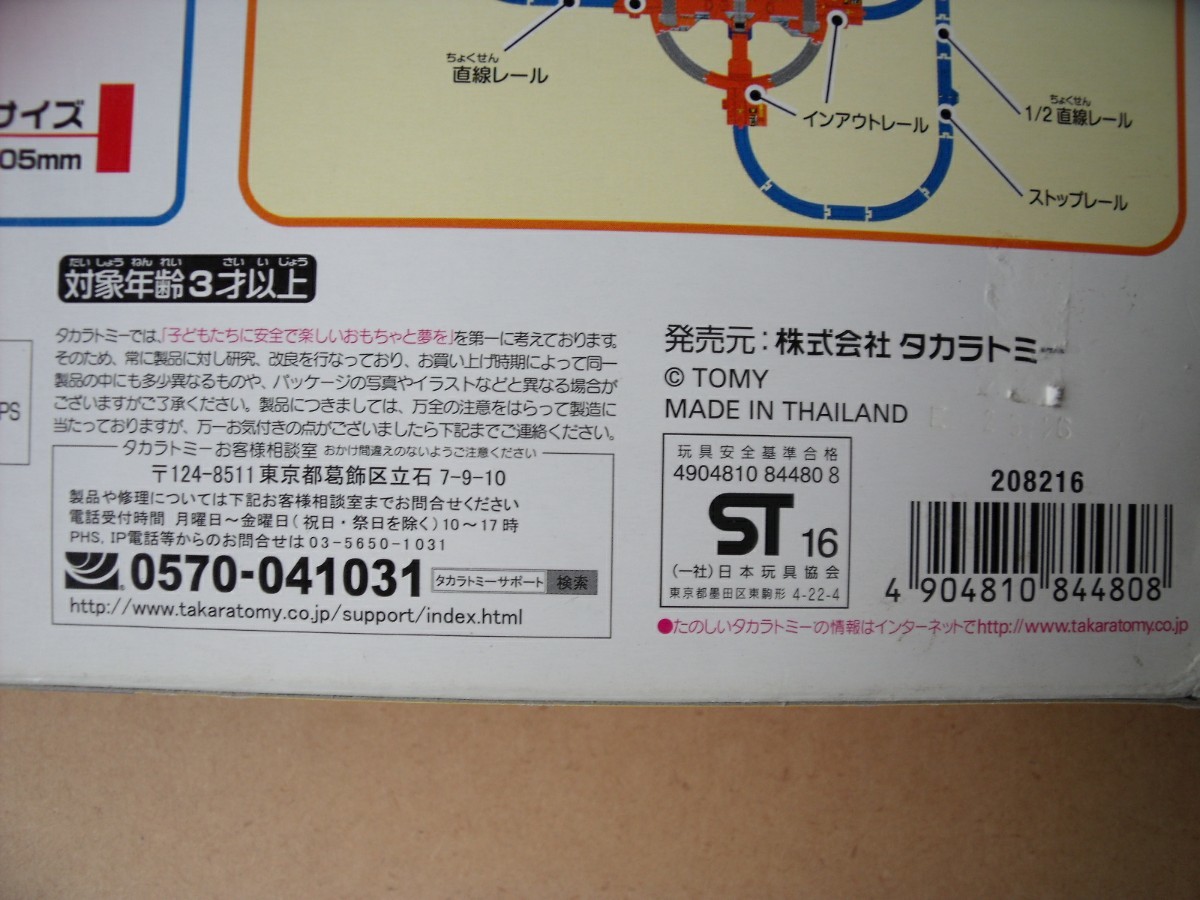 ちょくせん
直線レール
インアウトレール
ちょくせん
1/2 直線レール
ストップレール
サイズ
05mm
たい しょう ねん れい さい い じょう
対象年齢3才以上
タカラトミーでは、「子どもたちに安全で楽しいおもちゃと夢を」を第一に考えております。
そのため、常に製品に対し研究、改良を行なっており、お買い上げ時期によって同一
製品の中にも多少異なるものや、パッケージの写真やイラストなどと異なる場合が
ございますがご了承ください。製品につきましては、万全の注意をはらって製造に
当たっておりますが、万一お気付きの点がございましたら下記までご連絡ください。
PS
タカラトミーお客様相談室 おかけ間違えのないようご注意ください
〒124-8511 東京都葛飾区立石 7-9-10
製品や修理については下記お客様相談室までお問合せください
電話受付時間 月曜日〜金曜日(祝日・祭日を除く)10〜17時
PHS, IP電話等からのお問合せは03-5650-1031
0570-041031 タカラトミーサポート 検索
http://www.takaratomy.co.jp/support/index.html
発売元:株式会社 タカラトミー
© TOMY
MADE IN THAILAND
玩具安全基準合格
4904810 84480 8
ST 16
(一社)日本玩具協会
東京都墨田区東駒形 4-22-4
208216
4 904810 844808
●たのしいタカラトミーの情報はインターネットでhttp://www.takaratomy.co.jp